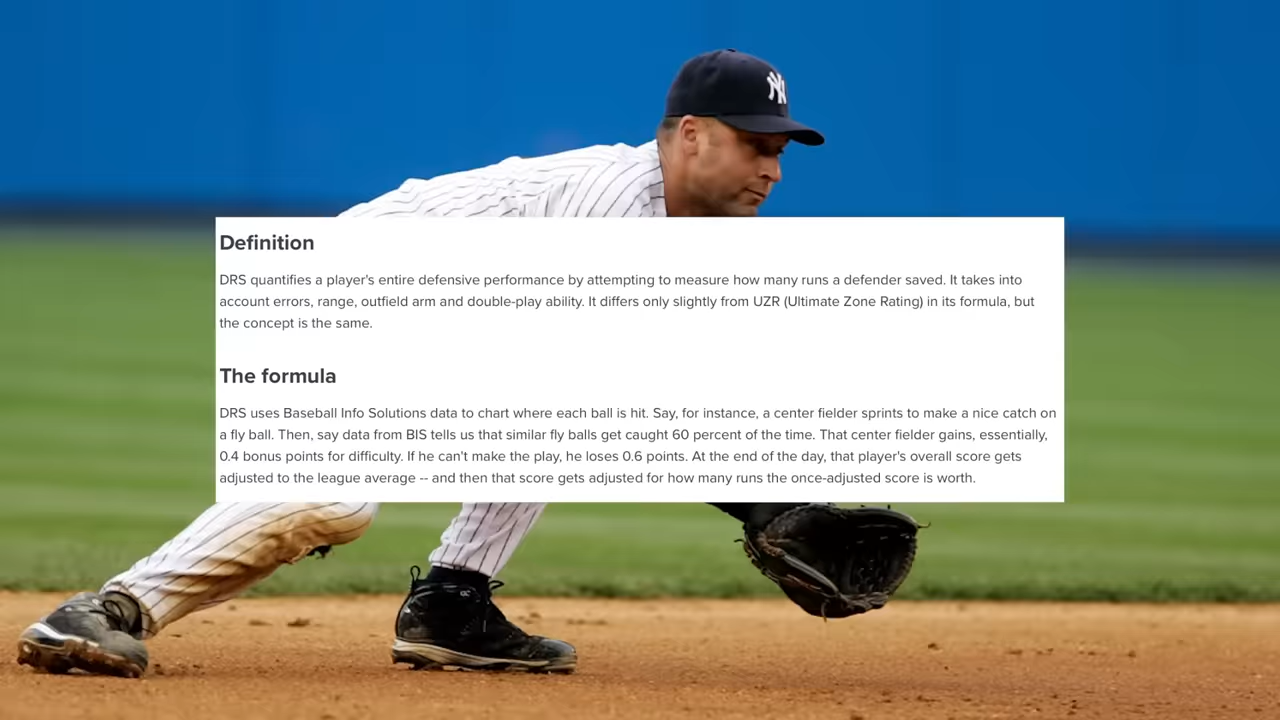 NY
Definition
DRS quantifies a player's entire defensive performance by attempting to measure how many runs a defender saved. It takes into
account errors, range, outfield arm and double-play ability. It differs only slightly from UZR (Ultimate Zone Rating) in its formula, but
the concept is the same.
The formula
DRS uses Baseball Info Solutions data to chart where each ball is hit. Say, for instance, a center fielder sprints to make a nice catch on
a fly ball. Then, say data from BIS tells us that similar fly balls get caught 60 percent of the time. That center fielder gains, essentially,
0.4 bonus points for difficulty. If he can't make the play, he loses 0.6 points. At the end of the day, that player's overall score gets
adjusted to the league average -- and then that score gets adjusted for how many runs the once-adjusted score is worth.